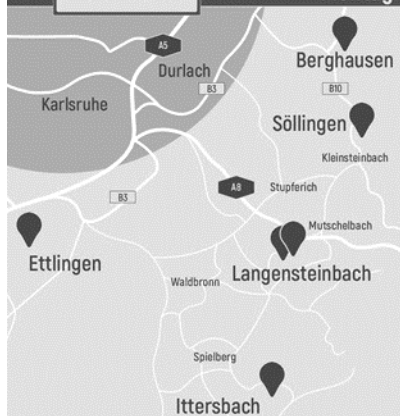 A5
Berghausen
Durlach
B3
B10
Karlsruhe
Söllingen
Kleinsteinbach
A8
Stupferich
B3
Mutschelbach
Ettlingen
Langensteinbach
Waldbronn
Spielberg
Ittersbach